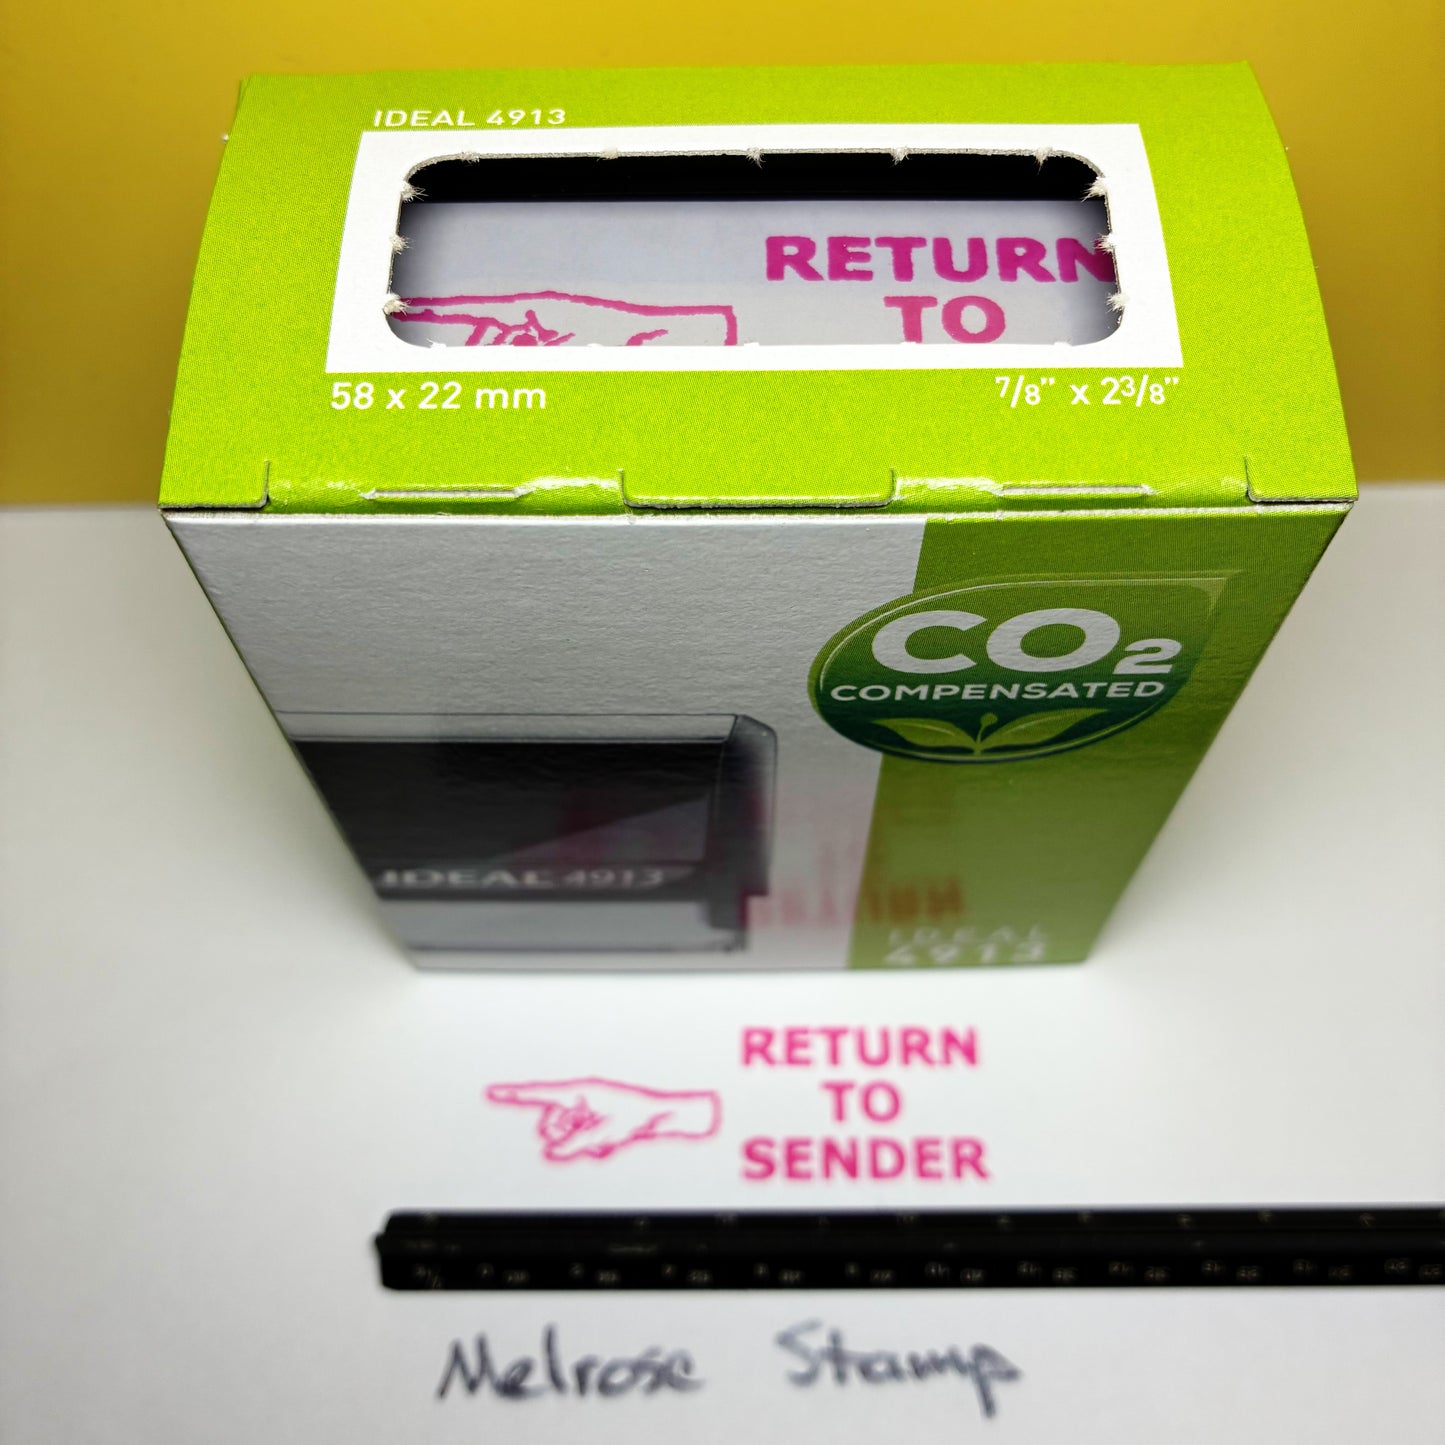 IDEAL 4913
RETURN
TO
58 x 22 mm
7/8" x 2 3/8"
CO2
COMPENSATED
IDEAL 4913
IDEAL
4913
RETURN
TO
SENDER
Melrose Stamp